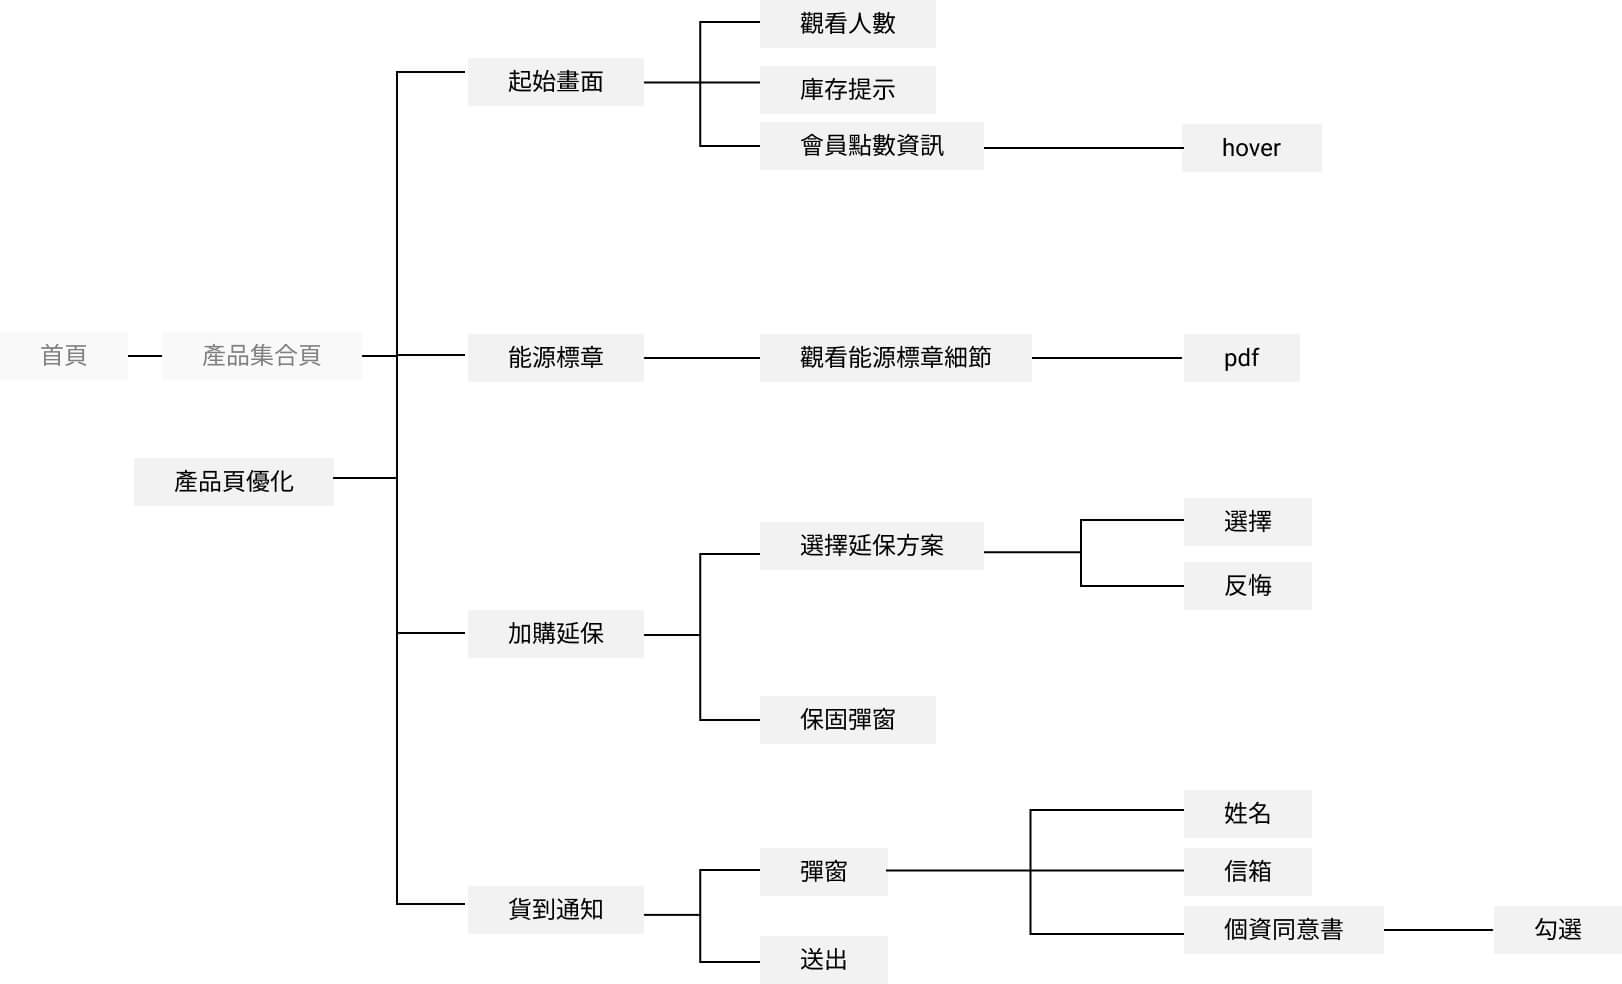 觀看人數
起始畫面
庫存提示
會員點數資訊
hover
首頁
產品集合頁
能源標章
觀看能源標章細節
pdf
產品頁優化
選擇延保方案
選擇
反悔
加購延保
保固彈窗
姓名
彈窗
信箱
貨到通知
個資同意書
勾選
送出